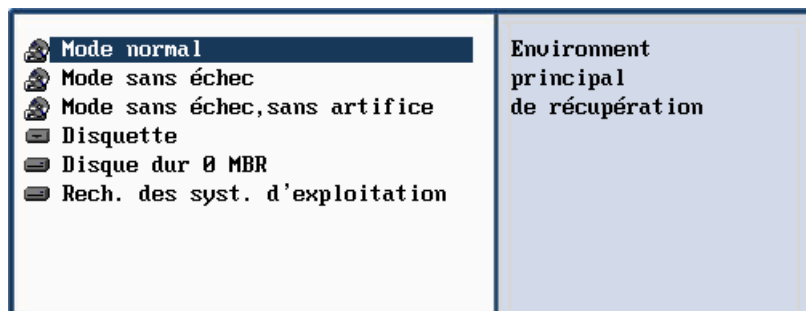 Mode normal
Mode sans échec
Mode sans échec,sans artifice
Disquette
Disque dur 0 MBR
Rech. des syst. d'exploitation
Environnent
principal
de récupération